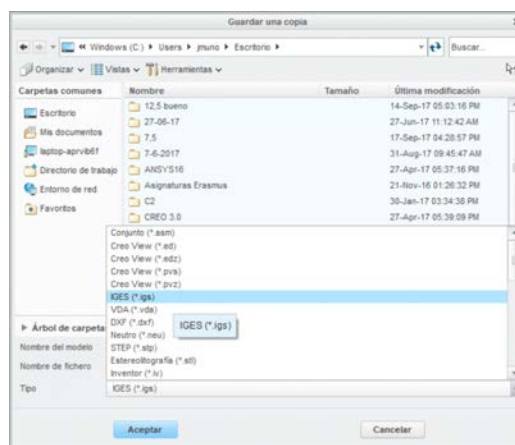 Guardar una copia
Windows (C:) Users jmuno Escritorio
Buscar...
Organizar Vistas Herramientas
Carpetas comunes Nombre Tamaño Última modificación
Escritorio
Mis documentos
laptop-aprvib6f
Directorio de trabajo
Entorno de red
Favoritos
12,5 bueno 14-Sep-17 05:03:16 PM
27-06-17 27-Jun-17 11:12:42 AM
7,5 17-Sep-17 04:28:57 PM
7-6-2017 31-Aug-17 09:45:47 AM
ANSYS16 27-Apr-17 05:37:16 PM
Asignaturas Erasmus 21-Nov-16 01:26:32 PM
C2 30-Jan-17 03:34:38 PM
CREO 3.0 27-Apr-17 05:39:09 PM
Conjunto (*.asm)
Creo View (*.ed)
Creo View (*.edz)
Creo View (*.pvs)
Creo View (*.pvz)
IGES (*.igs)
VDA (*.vda)
DXF (*.dxf)
IGES (*.igs)
Neutro (*.neu)
STEP (*.stp)
Estereolitografía (*.stl)
Inventor (*.iv)
Árbol de carpeta
Nombre del modelo
Nombre de fichero
Tipo IGES (*.igs)
Aceptar Cancelar